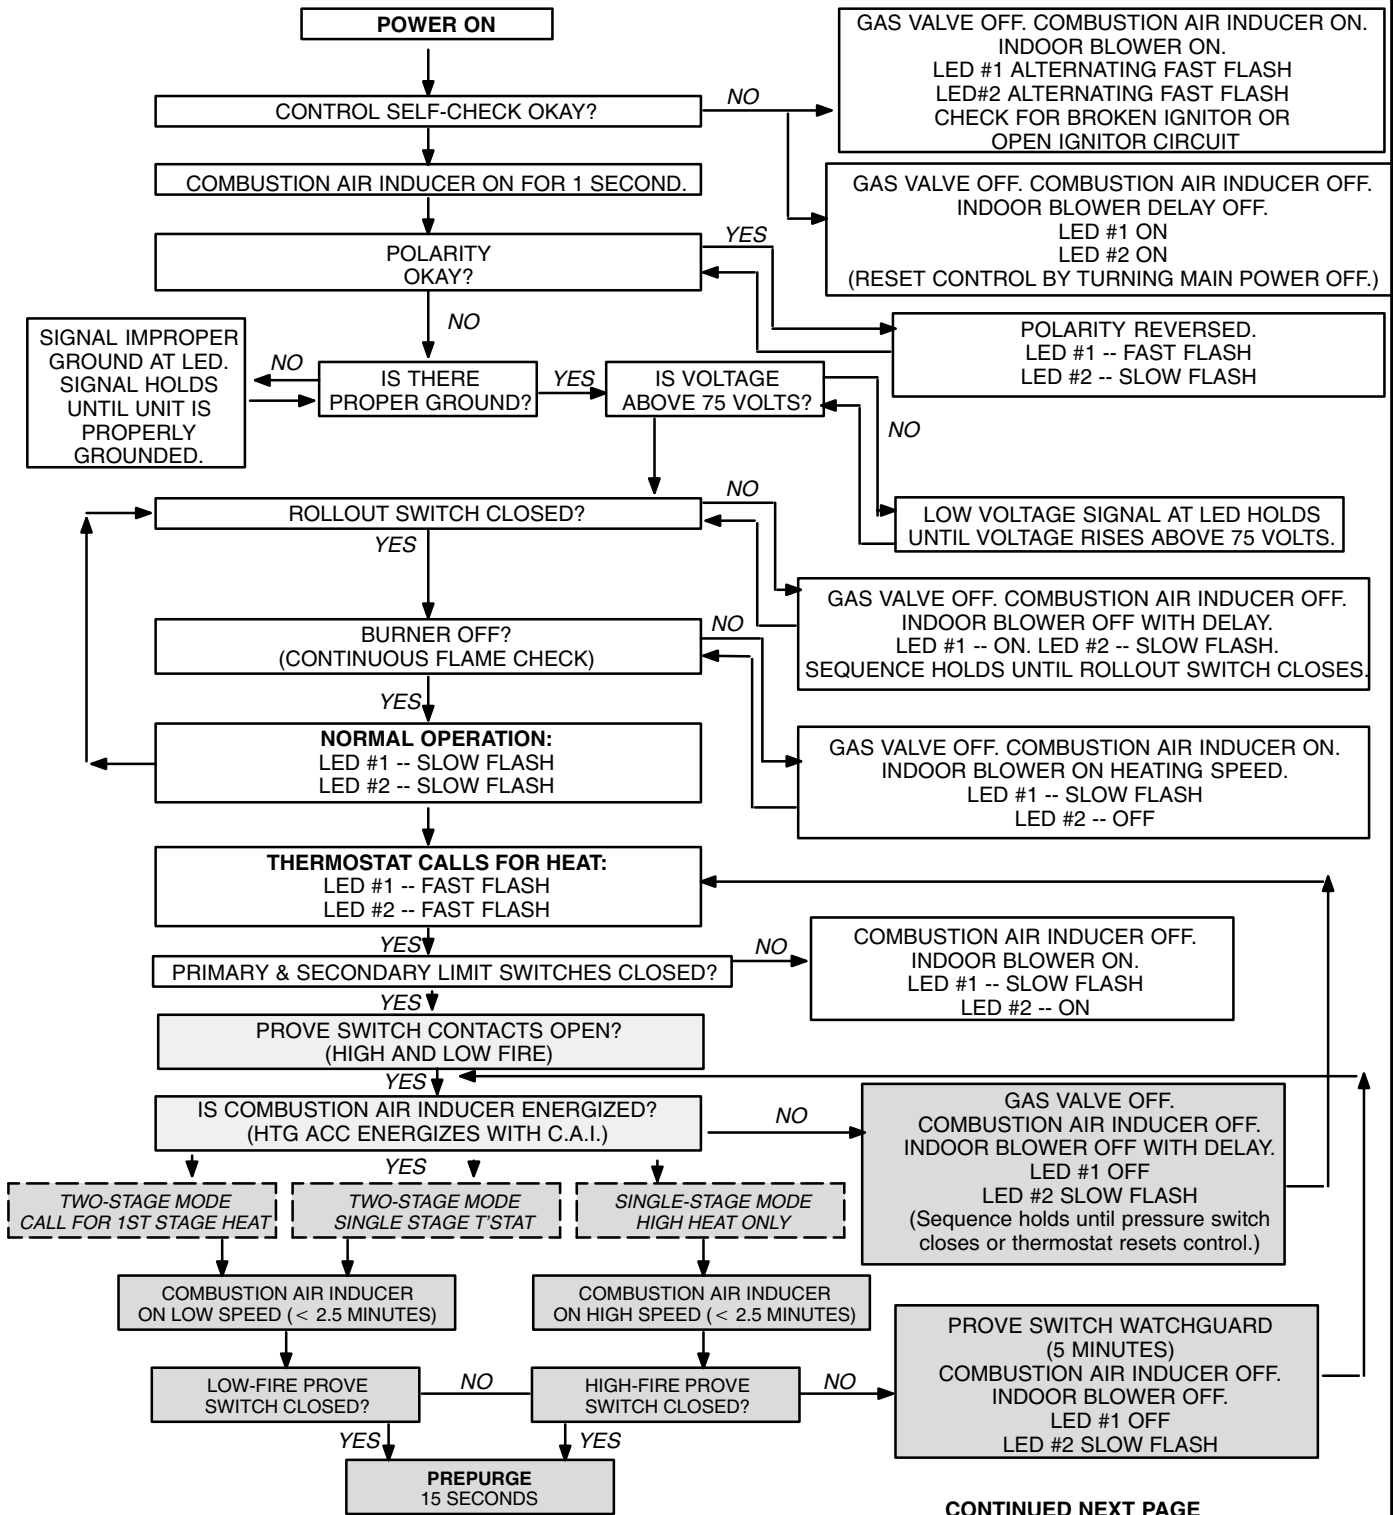 POWER ON
GAS VALVE OFF. COMBUSTION AIR INDUCER ON.
INDOOR BLOWER ON.
LED #1 ALTERNATING FAST FLASH
LED#2 ALTERNATING FAST FLASH
CHECK FOR BROKEN IGNITOR OR
OPEN IGNITOR CIRCUIT
CONTROL SELF-CHECK OKAY?
NO
COMBUSTION AIR INDUCER ON FOR 1 SECOND.
GAS VALVE OFF. COMBUSTION AIR INDUCER OFF.
INDOOR BLOWER DELAY OFF.
LED #1 ON
LED #2 ON
(RESET CONTROL BY TURNING MAIN POWER OFF.)
POLARITY
OKAY?
YES
NO
POLARITY REVERSED.
LED #1 -- FAST FLASH
LED #2 -- SLOW FLASH
SIGNAL IMPROPER
GROUND AT LED.
SIGNAL HOLDS
UNTIL UNIT IS
PROPERLY
GROUNDED.
NO
IS THERE
PROPER GROUND?
YES
IS VOLTAGE
ABOVE 75 VOLTS?
NO
LOW VOLTAGE SIGNAL AT LED HOLDS
UNTIL VOLTAGE RISES ABOVE 75 VOLTS.
ROLLOUT SWITCH CLOSED?
NO
YES
GAS VALVE OFF. COMBUSTION AIR INDUCER OFF.
INDOOR BLOWER OFF WITH DELAY.
LED #1 -- ON. LED #2 -- SLOW FLASH.
SEQUENCE HOLDS UNTIL ROLLOUT SWITCH CLOSES.
BURNER OFF?
(CONTINUOUS FLAME CHECK)
NO
YES
GAS VALVE OFF. COMBUSTION AIR INDUCER ON.
INDOOR BLOWER ON HEATING SPEED.
LED #1 -- SLOW FLASH
LED #2 -- OFF
NORMAL OPERATION:
LED #1 -- SLOW FLASH
LED #2 -- SLOW FLASH
THERMOSTAT CALLS FOR HEAT:
LED #1 -- FAST FLASH
LED #2 -- FAST FLASH
YES
PRIMARY & SECONDARY LIMIT SWITCHES CLOSED?
NO
COMBUSTION AIR INDUCER OFF.
INDOOR BLOWER ON.
LED #1 -- SLOW FLASH
LED #2 -- ON
YES
PROVE SWITCH CONTACTS OPEN?
(HIGH AND LOW FIRE)
YES
IS COMBUSTION AIR INDUCER ENERGIZED?
(HTG ACC ENERGIZES WITH C.A.I.)
NO
GAS VALVE OFF.
COMBUSTION AIR INDUCER OFF.
INDOOR BLOWER OFF WITH DELAY.
LED #1 OFF
LED #2 SLOW FLASH
(Sequence holds until pressure switch
closes or thermostat resets control.)
YES
TWO-STAGE MODE
CALL FOR 1ST STAGE HEAT
TWO-STAGE MODE
SINGLE STAGE T'STAT
SINGLE-STAGE MODE
HIGH HEAT ONLY
COMBUSTION AIR INDUCER
ON LOW SPEED (< 2.5 MINUTES)
COMBUSTION AIR INDUCER
ON HIGH SPEED (< 2.5 MINUTES)
PROVE SWITCH WATCHGUARD
(5 MINUTES)
COMBUSTION AIR INDUCER OFF.
INDOOR BLOWER OFF.
LED #1 OFF
LED #2 SLOW FLASH
LOW-FIRE PROVE
SWITCH CLOSED?
NO
HIGH-FIRE PROVE
SWITCH CLOSED?
NO
YES
YES
PREPURGE
15 SECONDS
CONTINUED NEXT PAGE